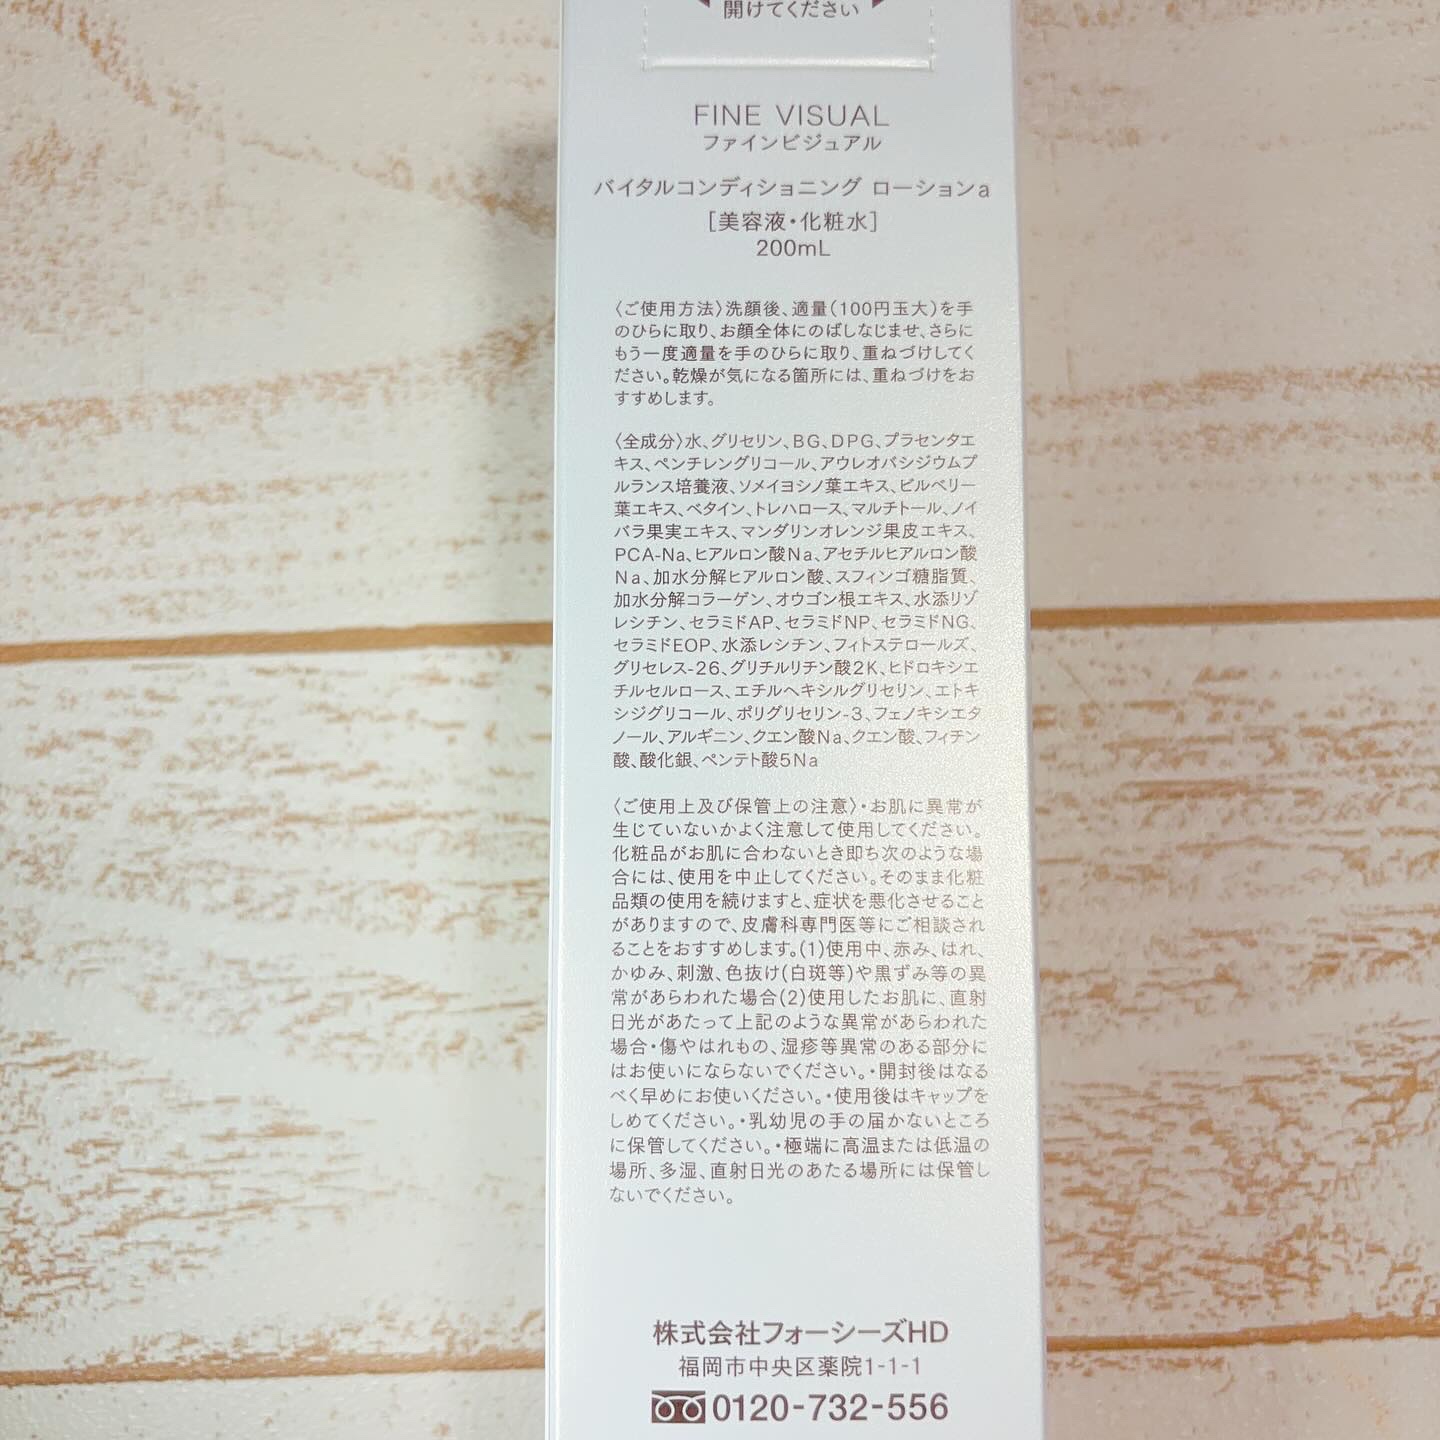 開けてください
FINE VISUAL
ファインビジュアル
バイタルコンディショニング ローションa
[美容液・化粧水]
200mL
〈ご使用方法〉洗顔後、適量(100円玉大)を手
のひらに取り、お顔全体にのばしなじませ、さらに
もう一度適量を手のひらに取り、重ねづけしてく
ださい。乾燥が気になる箇所には、重ねづけをお
すすめします。
〈全成分〉水、グリセリン、BG、DPG、プラセンタエ
キス、ペンチレングリコール、アウレオバシジウムプ
ルランス培養液、ソメイヨシノ葉エキス、ビルベリー
葉エキス、ベタイン、トレハロース、マルチトール、ノイ
バラ果実エキス、マンダリンオレンジ果皮エキス、
PCA-Na、ヒアルロン酸Na、アセチルヒアルロン酸
Na、加水分解ヒアルロン酸、スフィンゴ糖脂質、
加水分解コラーゲン、オウゴン根エキス、水添リゾ
レシチン、セラミドAP、セラミドNP、セラミドNG、
セラミドEOP、水添レシチン、フィトステロールズ、
グリセレス-26、グリチルリチン酸2K、ヒドロキシエ
チルセルロース、エチルヘキシルグリセリン、エトキ
シジグリコール、ポリグリセリン-3、フェノキシエタ
ノール、アルギニン、クエン酸Na、クエン酸、フィチン
酸、酸化銀、ペンテト酸5Na
〈ご使用上及び保管上の注意〉・お肌に異常が
生じていないかよく注意して使用してください。
化粧品がお肌に合わないとき即ち次のような場
合には、使用を中止してください。そのまま化粧
品類の使用を続けますと、症状を悪化させること
がありますので、皮膚科専門医等にご相談され
ることをおすすめします。(1)使用中、赤み、はれ、
かゆみ、刺激、色抜け(白斑等)や黒ずみ等の異
常があらわれた場合(2)使用したお肌に、直射
日光があたって上記のような異常があらわれた
場合・傷やはれもの、湿疹等異常のある部分に
はお使いにならないでください。・開封後はなる
べく早めにお使いください。・使用後はキャップを
しめてください。・乳幼児の手の届かないところ
に保管してください。・極端に高温または低温の
場所、多湿、直射日光のあたる場所には保管し
ないでください。
株式会社フォーシーズHD
福岡市中央区薬院1-1-1
0120-732-556